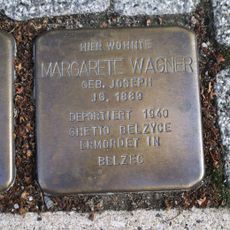 HIER WOHNTE
MARGARETE WAGNER
GEB. JOSEPH
JG. 1889
DEPORTIERT 1940
GHETTO BELZYCE
ERMORDET IN
BELZEC